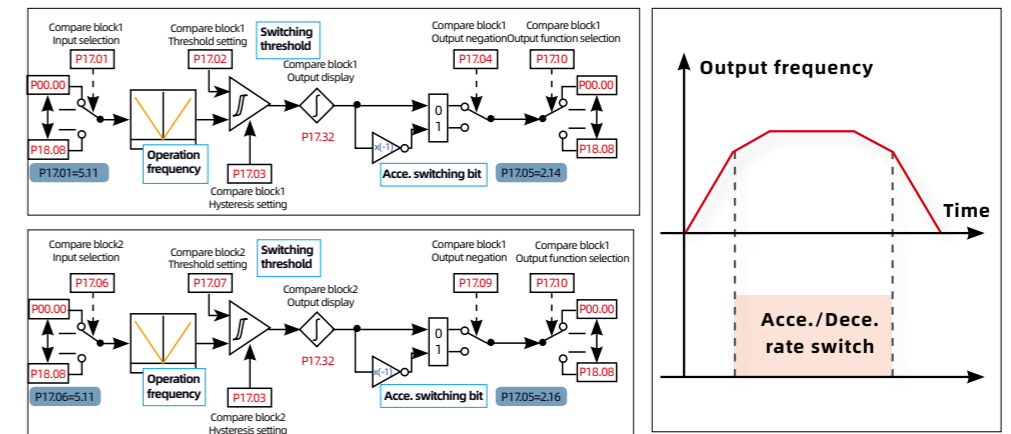 Compare block1
Input selection
P17.01
Compare block1
Threshold setting
P17.02
Switching
threshold
Compare block1
Output display
Compare block1
Output negation
P17.04
Compare block1
Output function selection
P17.10
P00.00
P18.08
P17.01=5.11
Operation
frequency
P17.03
Compare block1
Hysteresis setting
P17.32
x(-1)
0
1
Acce. switching bit
P17.05=2.14
P00.00
P18.08
Compare block2
Input selection
P17.06
Compare block2
Threshold setting
P17.07
Switching
threshold
Compare block2
Output display
Compare block1
Output negation
P17.09
Compare block1
Output function selection
P17.10
P00.00
P18.08
P17.06=5.11
Operation
frequency
P17.03
Compare block2
Hysteresis setting
P17.32
x(-1)
0
1
Acce. switching bit
P17.05=2.16
P00.00
P18.08
Output frequency
Time
Acce./Dece.
rate switch